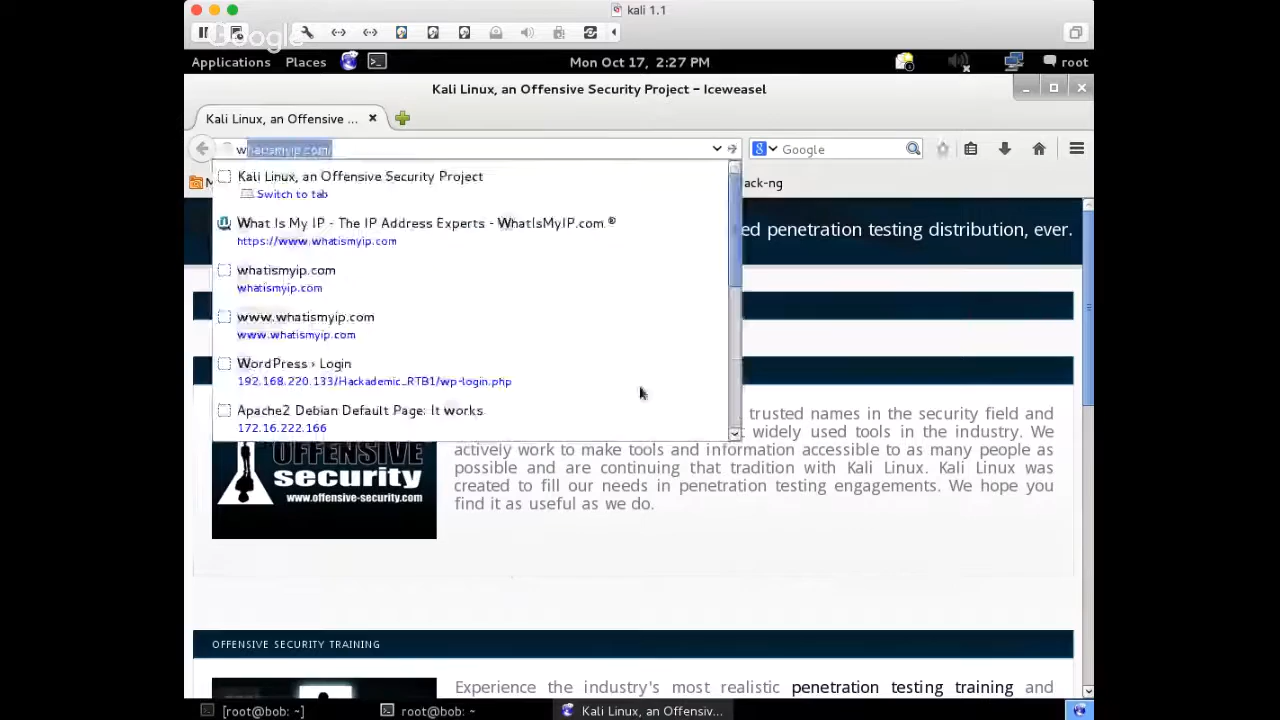 kali 1.1
Google
Applications Places Mon Oct 17, 2:27 PM root
Kali Linux, an Offensive Security Project - Iceweasel
Kali Linux, an Offensive ...
whatismyip.com/ Google
Kali Linux, an Offensive Security Project
Switch to tab
ack-ng
What Is My IP - The IP Address Experts - WhatIsMyIP.com ®
https://www.whatismyip.com
ed penetration testing distribution, ever.
whatismyip.com
whatismyip.com
www.whatismyip.com
www.whatismyip.com
WordPress › Login
192.168.220.133/Hackademic_RTB1/wp-login.php
Apache2 Debian Default Page: It works
172.16.222.166
trusted names in the security field and
widely used tools in the industry. We
actively work to make tools and information accessible to as many people as
possible and are continuing that tradition with Kali Linux. Kali Linux was
created to fill our needs in penetration testing engagements. We hope you
find it as useful as we do.
OFFENSIVE
security
www.offensive-security.com
OFFENSIVE SECURITY TRAINING
Experience the industry's most realistic penetration testing training and
[root@bob: ~] root@bob: ~ Kali Linux, an Offensiv...